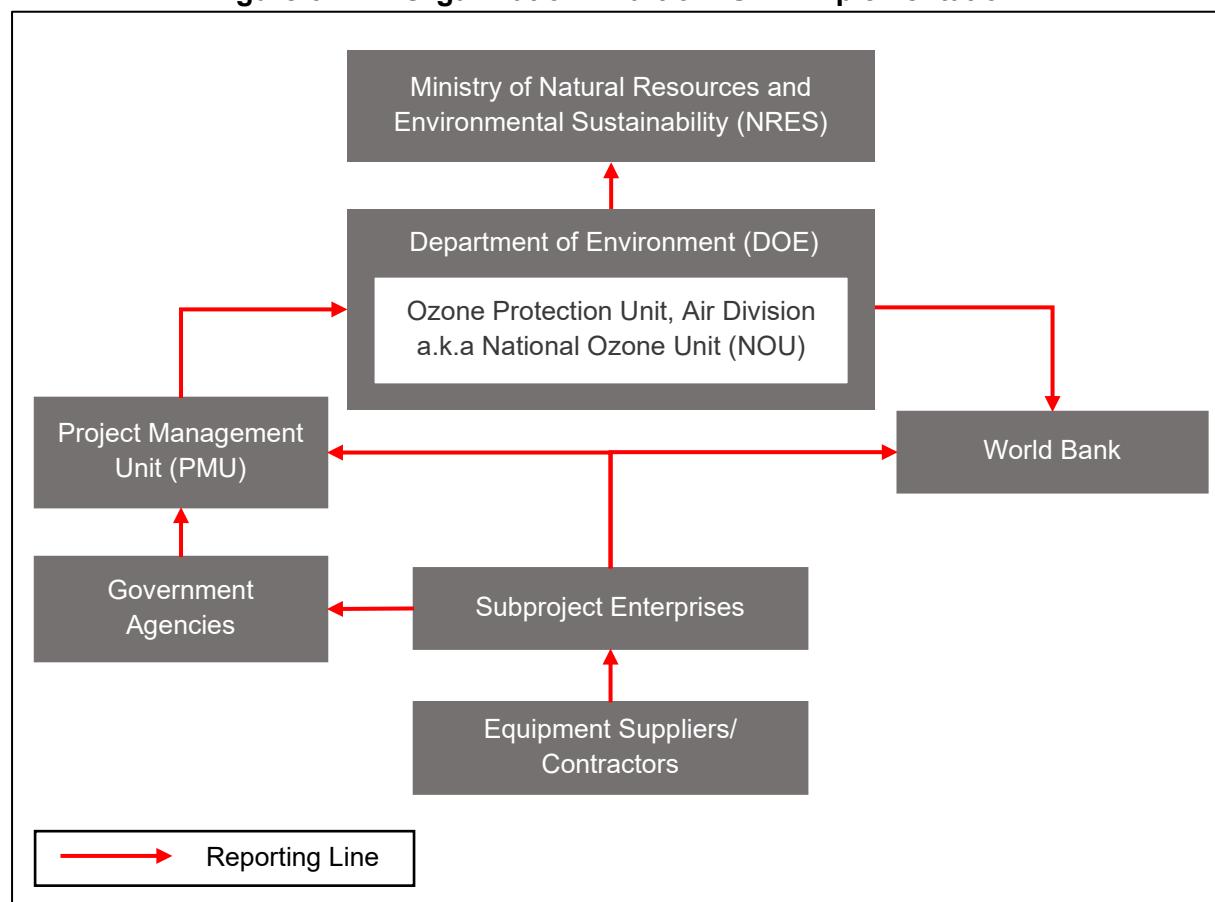 Ministry of Natural Resources and
Environmental Sustainability (NRES)
Department of Environment (DOE)
Ozone Protection Unit, Air Division
a.k.a National Ozone Unit (NOU)
Project Management
Unit (PMU)
World Bank
Government
Agencies
Subproject Enterprises
Equipment Suppliers/
Contractors
Reporting Line